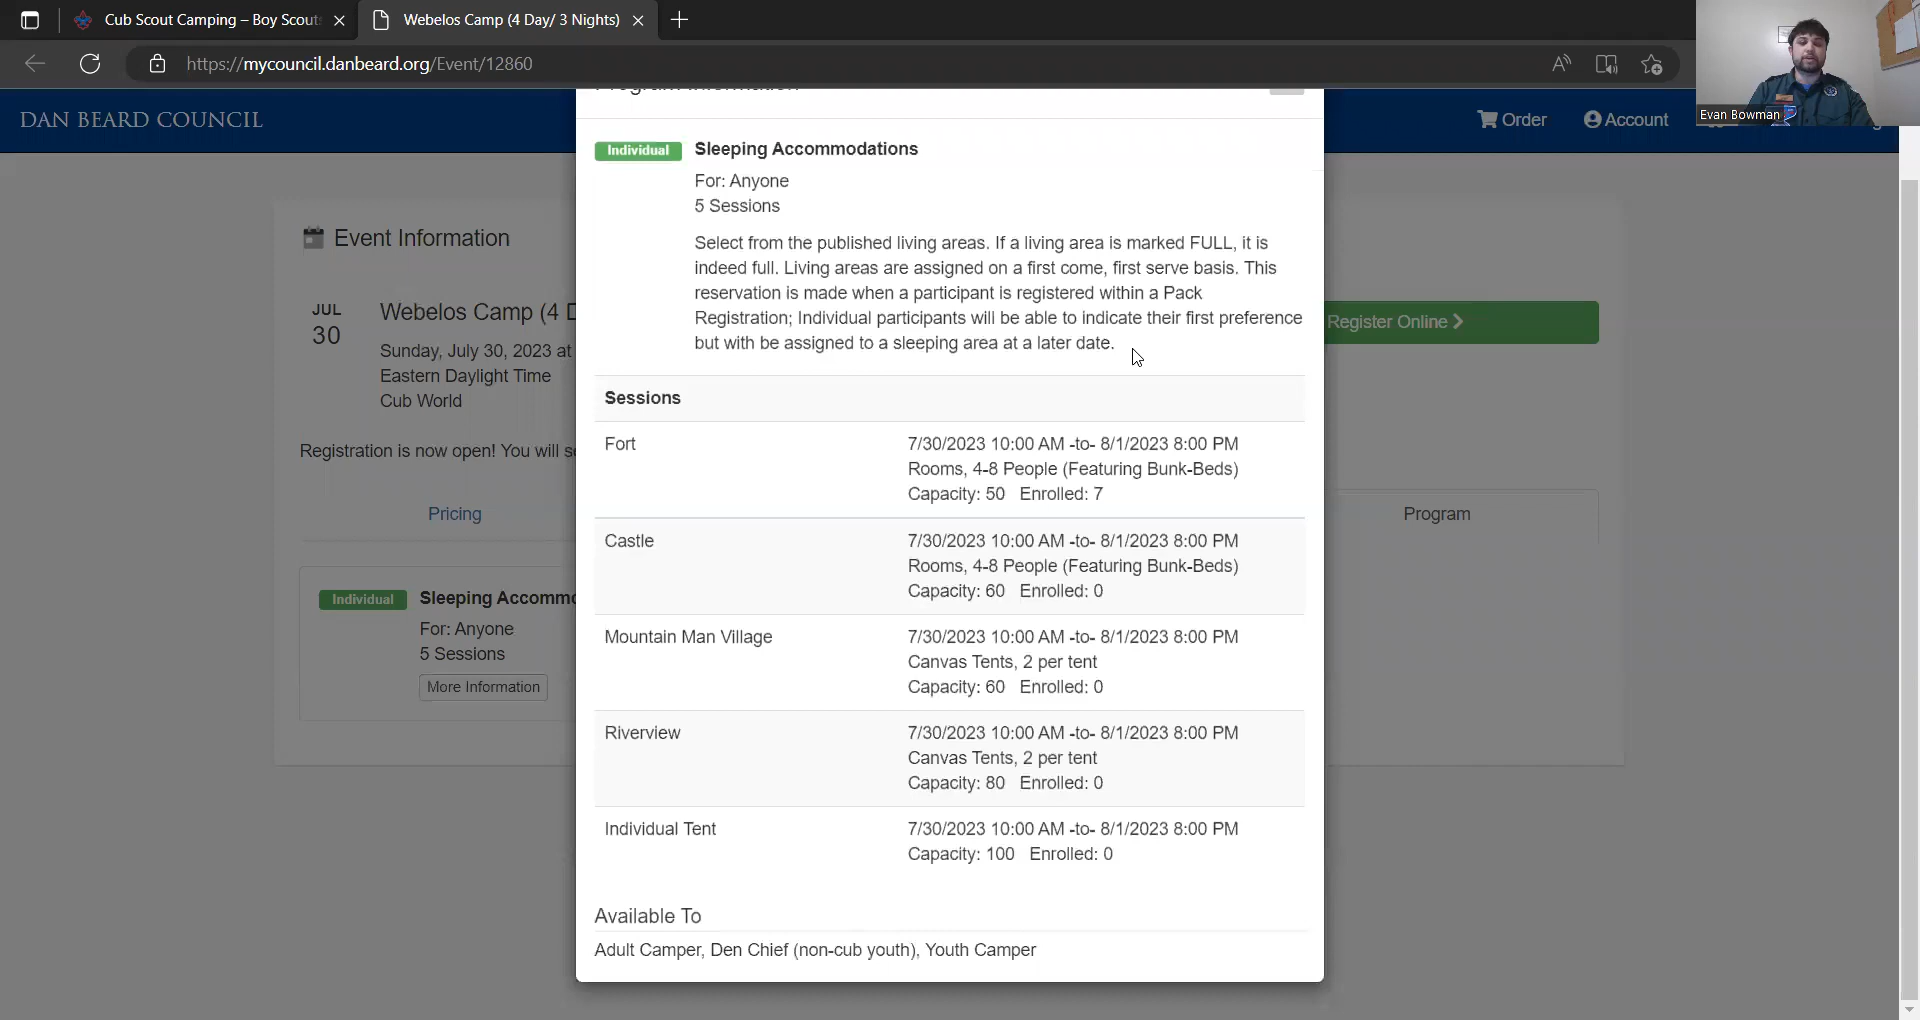 Cub Scout Camping – Boy Scouts
Webelos Camp (4 Day/ 3 Nights)
https://mycouncil.danbeard.org/Event/12860
Evan Bowman
DAN BEARD COUNCIL
Order
Account
Program Information
Individual
Sleeping Accommodations
For: Anyone
5 Sessions
Select from the published living areas. If a living area is marked FULL, it is
indeed full. Living areas are assigned on a first come, first serve basis. This
reservation is made when a participant is registered within a Pack
Registration; Individual participants will be able to indicate their first preference
but with be assigned to a sleeping area at a later date.
Sessions
Fort
7/30/2023 10:00 AM -to- 8/1/2023 8:00 PM
Rooms, 4-8 People (Featuring Bunk-Beds)
Capacity: 50 Enrolled: 7
Castle
7/30/2023 10:00 AM -to- 8/1/2023 8:00 PM
Rooms, 4-8 People (Featuring Bunk-Beds)
Capacity: 60 Enrolled: 0
Mountain Man Village
7/30/2023 10:00 AM -to- 8/1/2023 8:00 PM
Canvas Tents, 2 per tent
Capacity: 60 Enrolled: 0
Riverview
7/30/2023 10:00 AM -to- 8/1/2023 8:00 PM
Canvas Tents, 2 per tent
Capacity: 80 Enrolled: 0
Individual Tent
7/30/2023 10:00 AM -to- 8/1/2023 8:00 PM
Capacity: 100 Enrolled: 0
Available To
Adult Camper, Den Chief (non-cub youth), Youth Camper
Event Information
JUL
30
Webelos Camp (4 D
Sunday, July 30, 2023 at
Eastern Daylight Time
Cub World
Registration is now open! You will se
Register Online
Pricing
Program
Individual
Sleeping Accommo
For: Anyone
5 Sessions
More Information